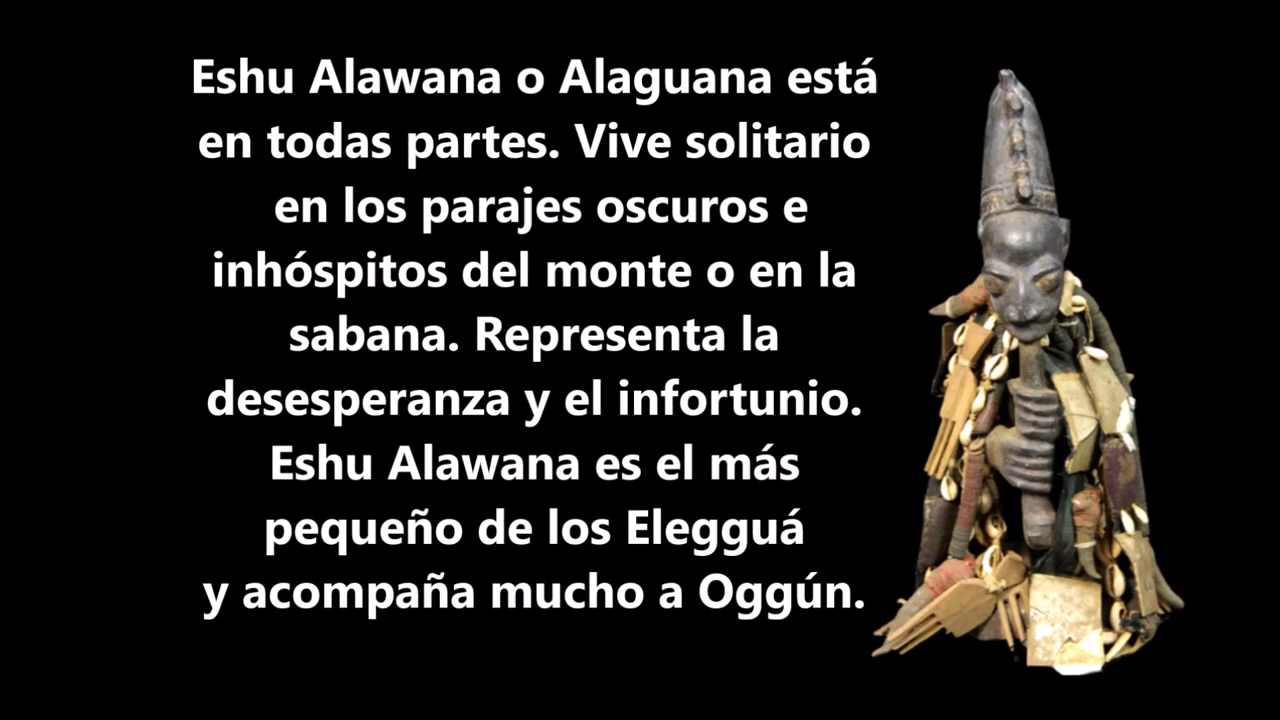 Eshu Alawana o Alaguana está
en todas partes. Vive solitario
en los parajes oscuros e
inhóspitos del monte o en la
sabana. Representa la
desesperanza y el infortunio.
Eshu Alawana es el más
pequeño de los Elegguá
y acompaña mucho a Oggún.